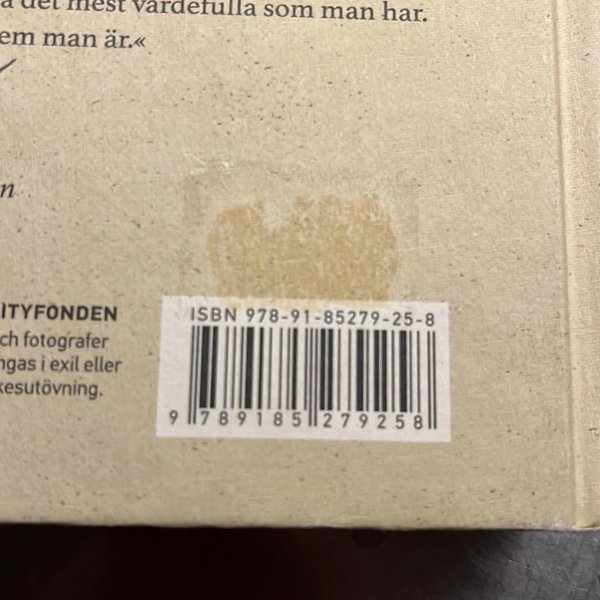 det mest värdefulla som man har.
em man är.«
n
ITYFONDEN
ch fotografer
ngas i exil eller
kesutövning.
ISBN 978-91-85279-25-8
9 789185 279258